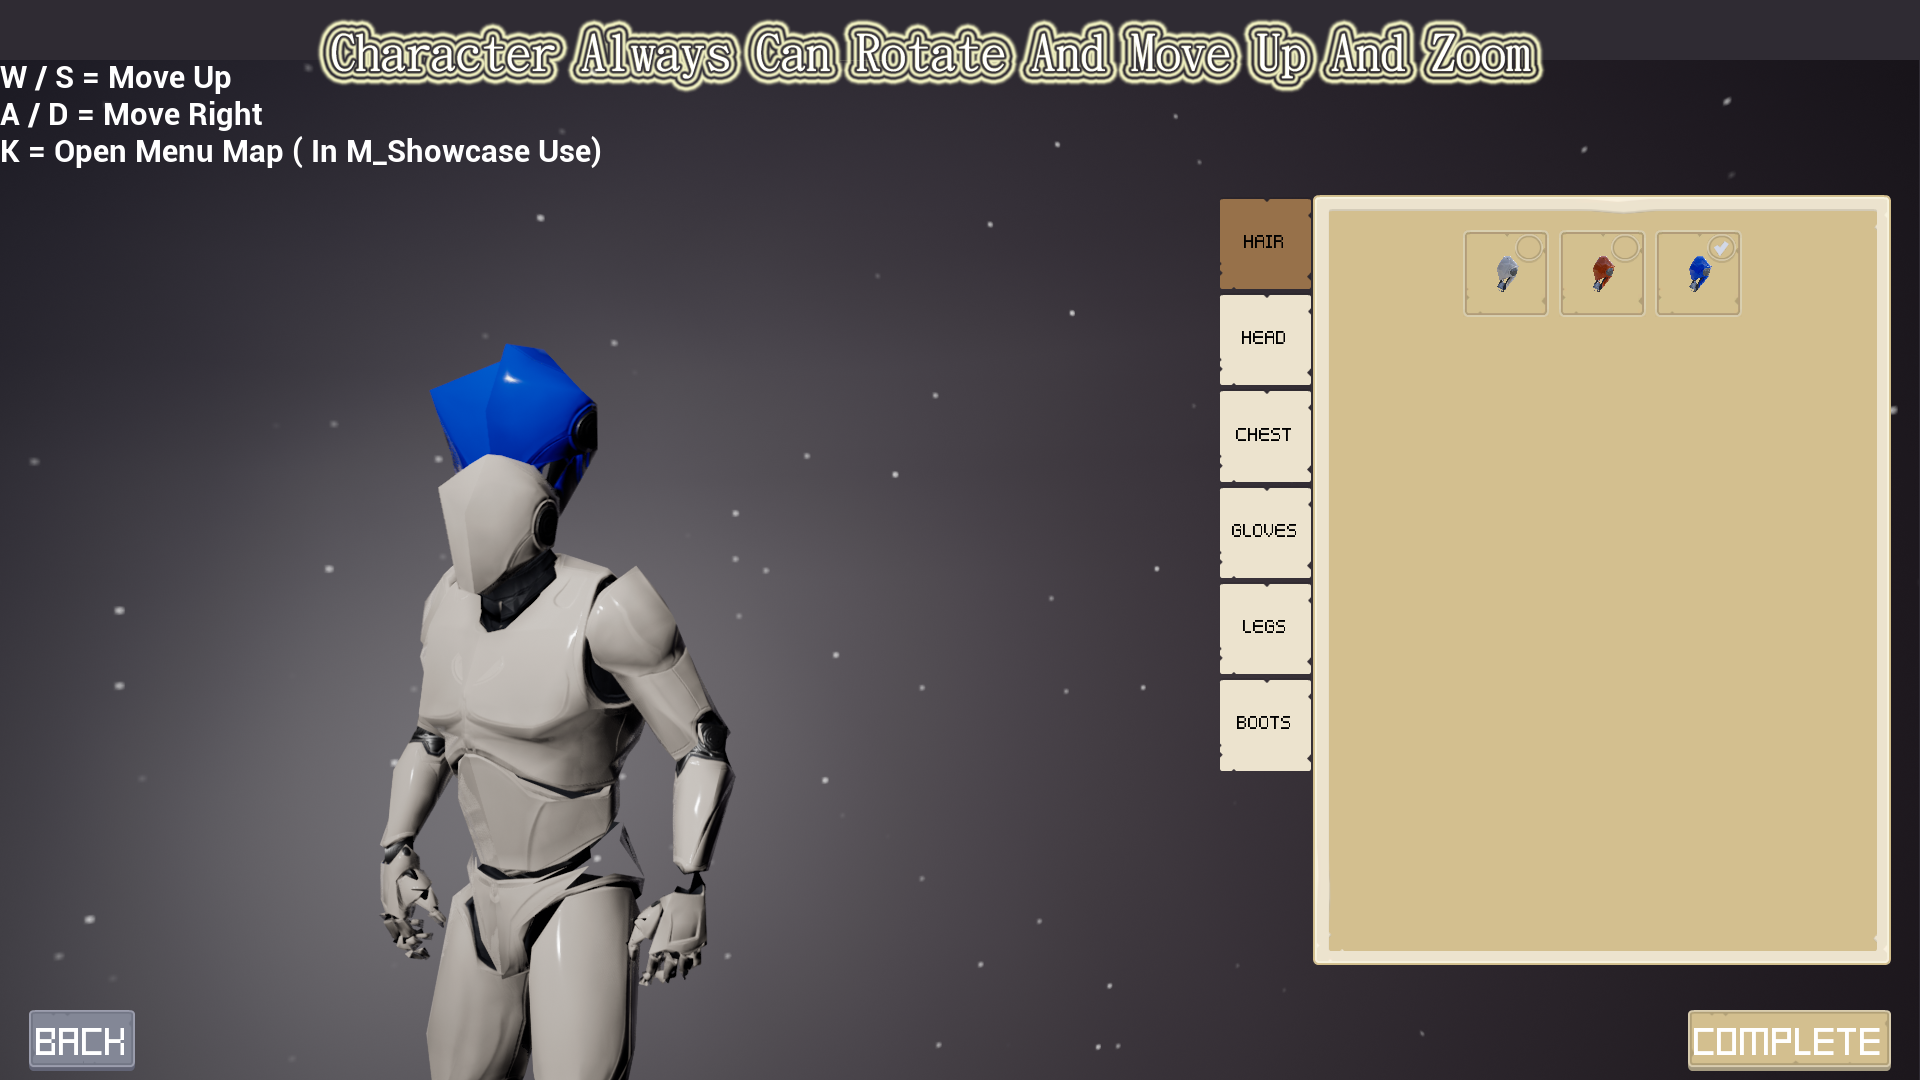 Character Always Can Rotate And Move Up And Zoom
W / S = Move Up
A / D = Move Right
K = Open Menu Map ( In M_Showcase Use)
HAIR
HEAD
CHEST
GLOVES
LEGS
BOOTS
BACK
COMPLETE